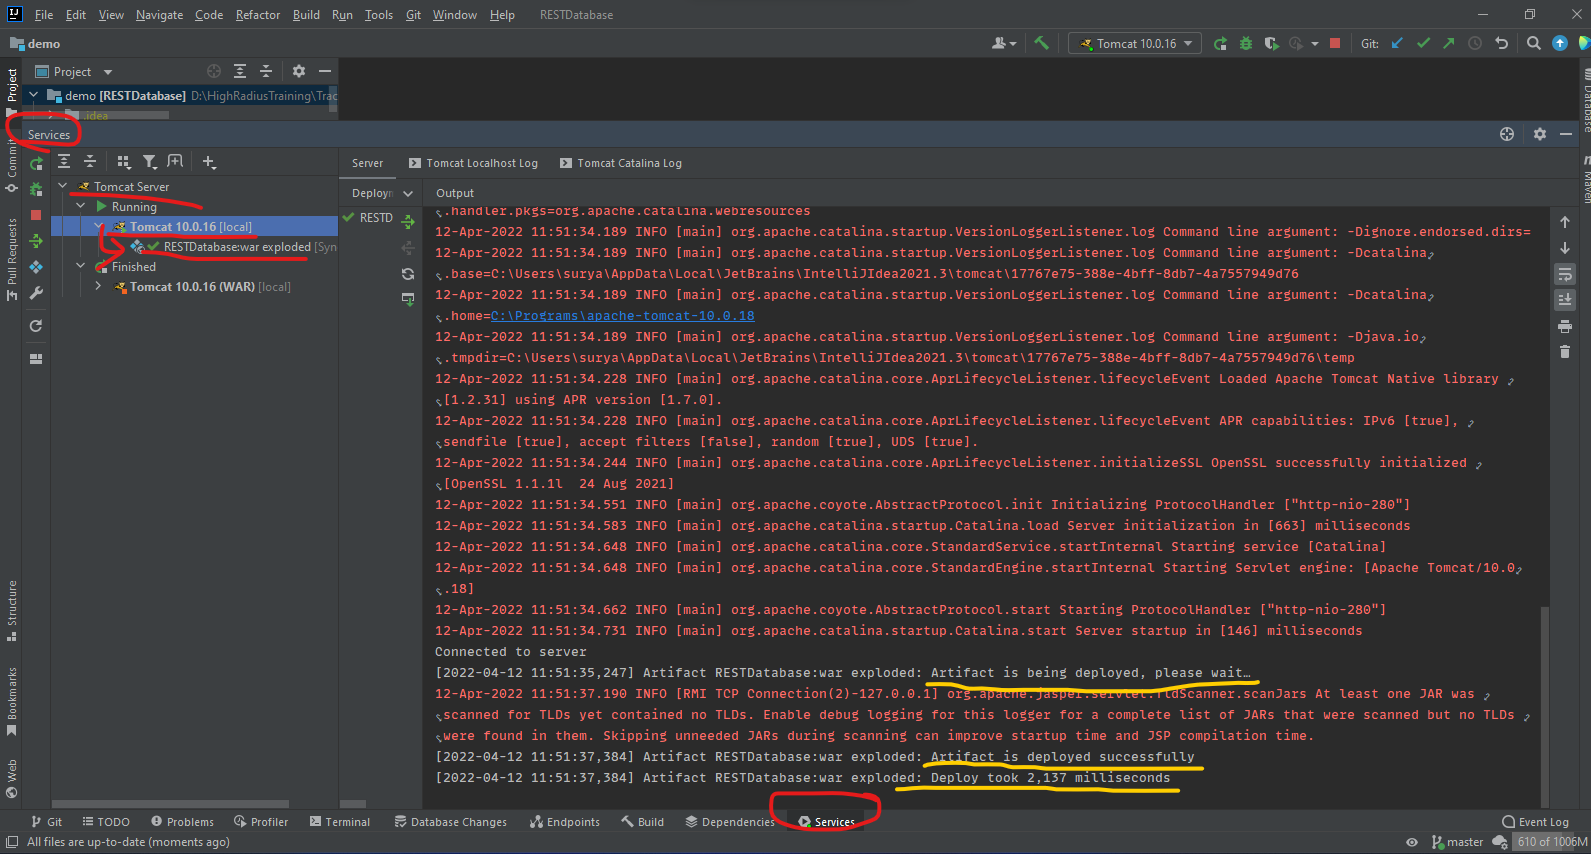 File Edit View Navigate Code Refactor Build Run Tools Git Window Help RESTDatabase
demo
Tomcat 10.0.16
Git:
Project
Project
demo [RESTDatabase] D:\HighRadiusTraining\Trac
.idea
Services
Commit
Pull Requests
Structure
Bookmarks
Web
Database
Maven
Tomcat Server
Running
Tomcat 10.0.16 [local]
RESTDatabase:war exploded [Syn
Finished
Tomcat 10.0.16 (WAR) [local]
Server Tomcat Localhost Log Tomcat Catalina Log
Deployn Output
RESTD
.handler.pkgs=org.apache.catalina.webresources
12-Apr-2022 11:51:34.189 INFO [main] org.apache.catalina.startup.VersionLoggerListener.log Command line argument: -Dignore.endorsed.dirs=
12-Apr-2022 11:51:34.189 INFO [main] org.apache.catalina.startup.VersionLoggerListener.log Command line argument: -Dcatalina
.base=C:\Users\surya\AppData\Local\JetBrains\IntelliJIdea2021.3\tomcat\17767e75-388e-4bff-8db7-4a7557949d76
12-Apr-2022 11:51:34.189 INFO [main] org.apache.catalina.startup.VersionLoggerListener.log Command line argument: -Dcatalina
.home=C:\Programs\apache-tomcat-10.0.18
12-Apr-2022 11:51:34.189 INFO [main] org.apache.catalina.startup.VersionLoggerListener.log Command line argument: -Djava.io
.tmpdir=C:\Users\surya\AppData\Local\JetBrains\IntelliJIdea2021.3\tomcat\17767e75-388e-4bff-8db7-4a7557949d76\temp
12-Apr-2022 11:51:34.228 INFO [main] org.apache.catalina.core.AprLifecycleListener.lifecycleEvent Loaded Apache Tomcat Native library
[1.2.31] using APR version [1.7.0].
12-Apr-2022 11:51:34.228 INFO [main] org.apache.catalina.core.AprLifecycleListener.lifecycleEvent APR capabilities: IPv6 [true],
sendfile [true], accept filters [false], random [true], UDS [true].
12-Apr-2022 11:51:34.244 INFO [main] org.apache.catalina.core.AprLifecycleListener.initializeSSL OpenSSL successfully initialized
[OpenSSL 1.1.1l  24 Aug 2021]
12-Apr-2022 11:51:34.551 INFO [main] org.apache.coyote.AbstractProtocol.init Initializing ProtocolHandler ["http-nio-280"]
12-Apr-2022 11:51:34.583 INFO [main] org.apache.catalina.startup.Catalina.load Server initialization in [663] milliseconds
12-Apr-2022 11:51:34.648 INFO [main] org.apache.catalina.core.StandardService.startInternal Starting service [Catalina]
12-Apr-2022 11:51:34.648 INFO [main] org.apache.catalina.core.StandardEngine.startInternal Starting Servlet engine: [Apache Tomcat/10.0
.18]
12-Apr-2022 11:51:34.662 INFO [main] org.apache.coyote.AbstractProtocol.start Starting ProtocolHandler ["http-nio-280"]
12-Apr-2022 11:51:34.731 INFO [main] org.apache.catalina.startup.Catalina.start Server startup in [146] milliseconds
Connected to server
[2022-04-12 11:51:35,247] Artifact RESTDatabase:war exploded: Artifact is being deployed, please wait…
12-Apr-2022 11:51:37.190 INFO [RMI TCP Connection(2)-127.0.0.1] org.apache.jasper.servlet.TldScanner.scanJars At least one JAR was
scanned for TLDs yet contained no TLDs. Enable debug logging for this logger for a complete list of JARs that were scanned but no TLDs
were found in them. Skipping unneeded JARs during scanning can improve startup time and JSP compilation time.
[2022-04-12 11:51:37,384] Artifact RESTDatabase:war exploded: Artifact is deployed successfully
[2022-04-12 11:51:37,384] Artifact RESTDatabase:war exploded: Deploy took 2,137 milliseconds
Git TODO Problems Profiler Terminal Database Changes Endpoints Build Dependencies Services Event Log
All files are up-to-date (moments ago) master 610 of 1006M